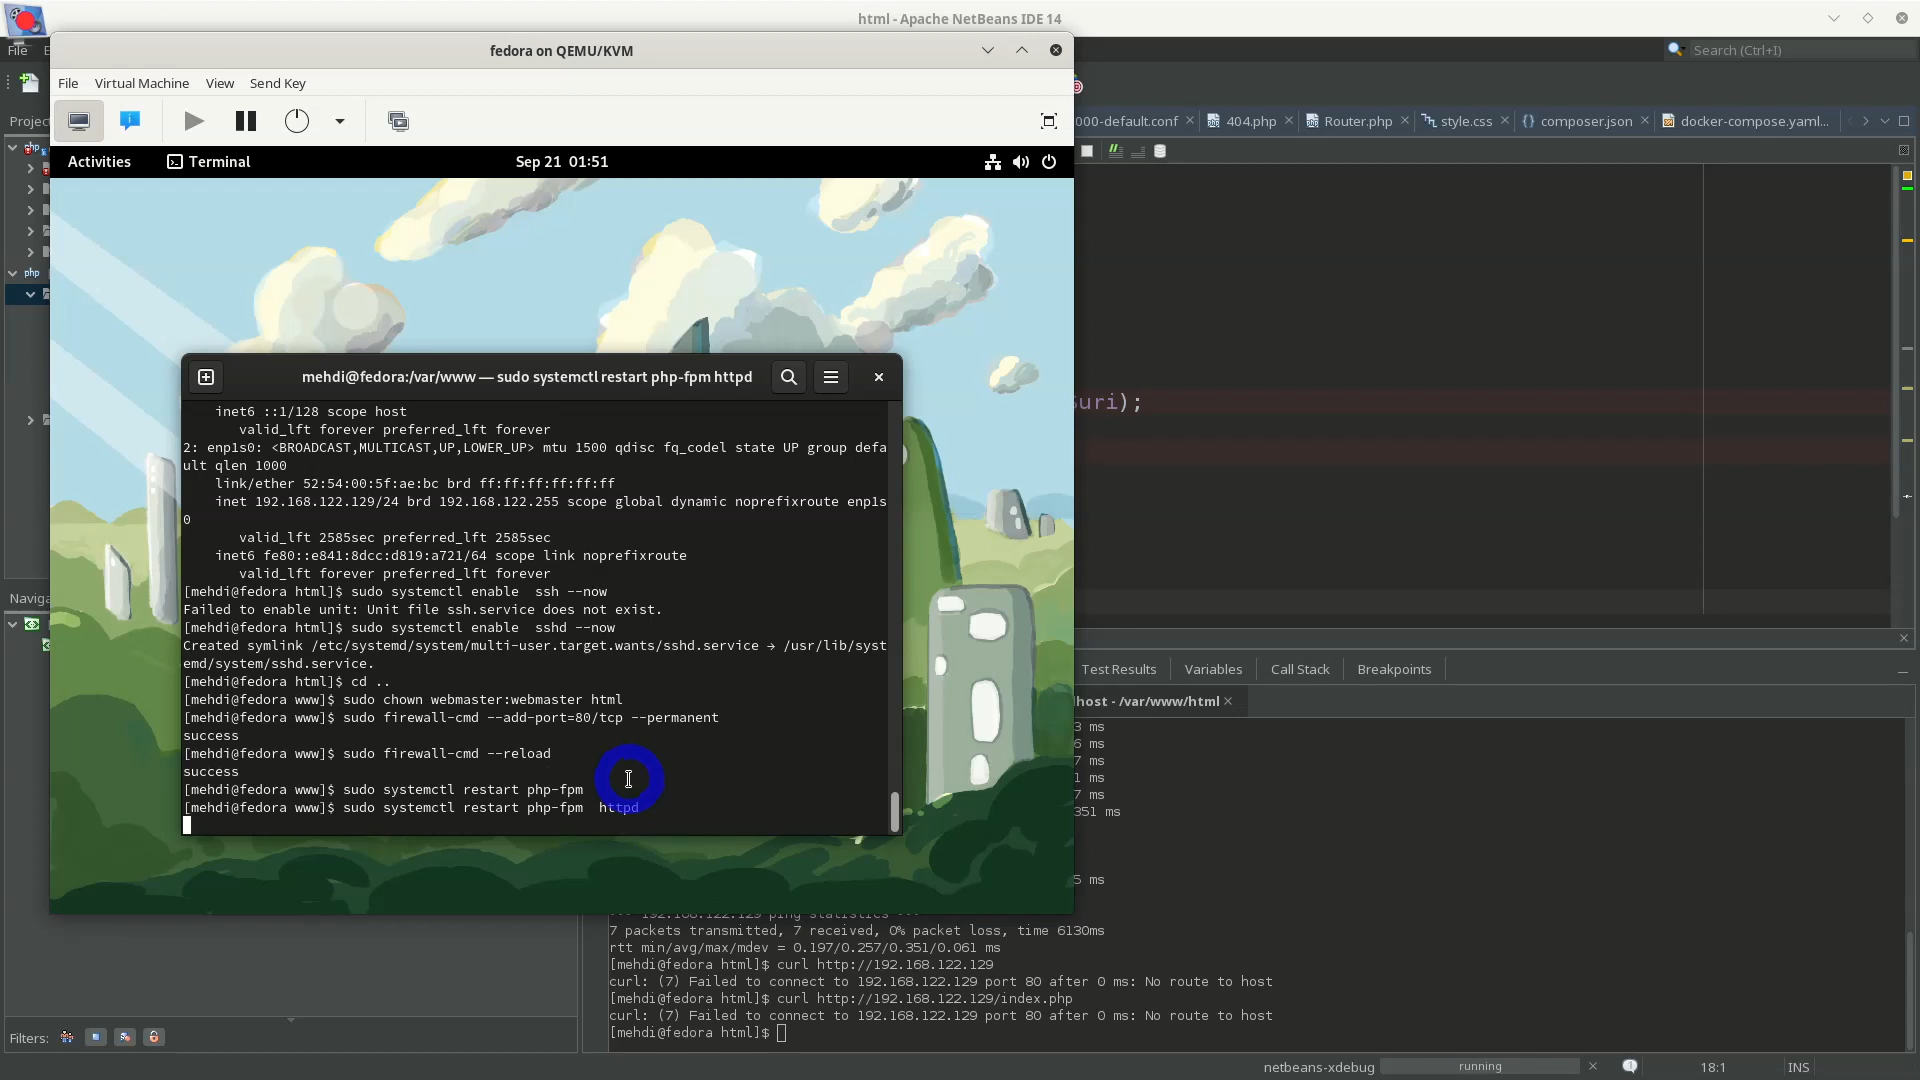 html - Apache NetBeans IDE 14
File
Search (Ctrl+I)
fedora on QEMU/KVM
File Virtual Machine View Send Key
000-default.conf 404.php Router.php style.css composer.json docker-compose.yaml...
Activities Terminal Sep 21 01:51
uri);
mehdi@fedora:/var/www — sudo systemctl restart php-fpm httpd
inet6 ::1/128 scope host
valid_lft forever preferred_lft forever
2: enp1s0: <BROADCAST,MULTICAST,UP,LOWER_UP> mtu 1500 qdisc fq_codel state UP group defa
ult qlen 1000
link/ether 52:54:00:5f:ae:bc brd ff:ff:ff:ff:ff:ff
inet 192.168.122.129/24 brd 192.168.122.255 scope global dynamic noprefixroute enp1s
0
valid_lft 2585sec preferred_lft 2585sec
inet6 fe80::e841:8dcc:d819:a721/64 scope link noprefixroute
valid_lft forever preferred_lft forever
[mehdi@fedora html]$ sudo systemctl enable  ssh --now
Failed to enable unit: Unit file ssh.service does not exist.
[mehdi@fedora html]$ sudo systemctl enable  sshd --now
Created symlink /etc/systemd/system/multi-user.target.wants/sshd.service → /usr/lib/syst
emd/system/sshd.service.
[mehdi@fedora html]$ cd ..
[mehdi@fedora www]$ sudo chown webmaster:webmaster html
[mehdi@fedora www]$ sudo firewall-cmd --add-port=80/tcp --permanent
success
[mehdi@fedora www]$ sudo firewall-cmd --reload
success
[mehdi@fedora www]$ sudo systemctl restart php-fpm
[mehdi@fedora www]$ sudo systemctl restart php-fpm  httpd
Test Results Variables Call Stack Breakpoints
lhost - /var/www/html
3 ms
6 ms
7 ms
1 ms
7 ms
351 ms
5 ms
--- 192.168.122.129 ping statistics ---
7 packets transmitted, 7 received, 0% packet loss, time 6130ms
rtt min/avg/max/mdev = 0.197/0.257/0.351/0.061 ms
[mehdi@fedora html]$ curl http://192.168.122.129
curl: (7) Failed to connect to 192.168.122.129 port 80 after 0 ms: No route to host
[mehdi@fedora html]$ curl http://192.168.122.129/index.php
curl: (7) Failed to connect to 192.168.122.129 port 80 after 0 ms: No route to host
[mehdi@fedora html]$
Projec
php
php
Naviga
Filters:
netbeans-xdebug running 18:1 INS